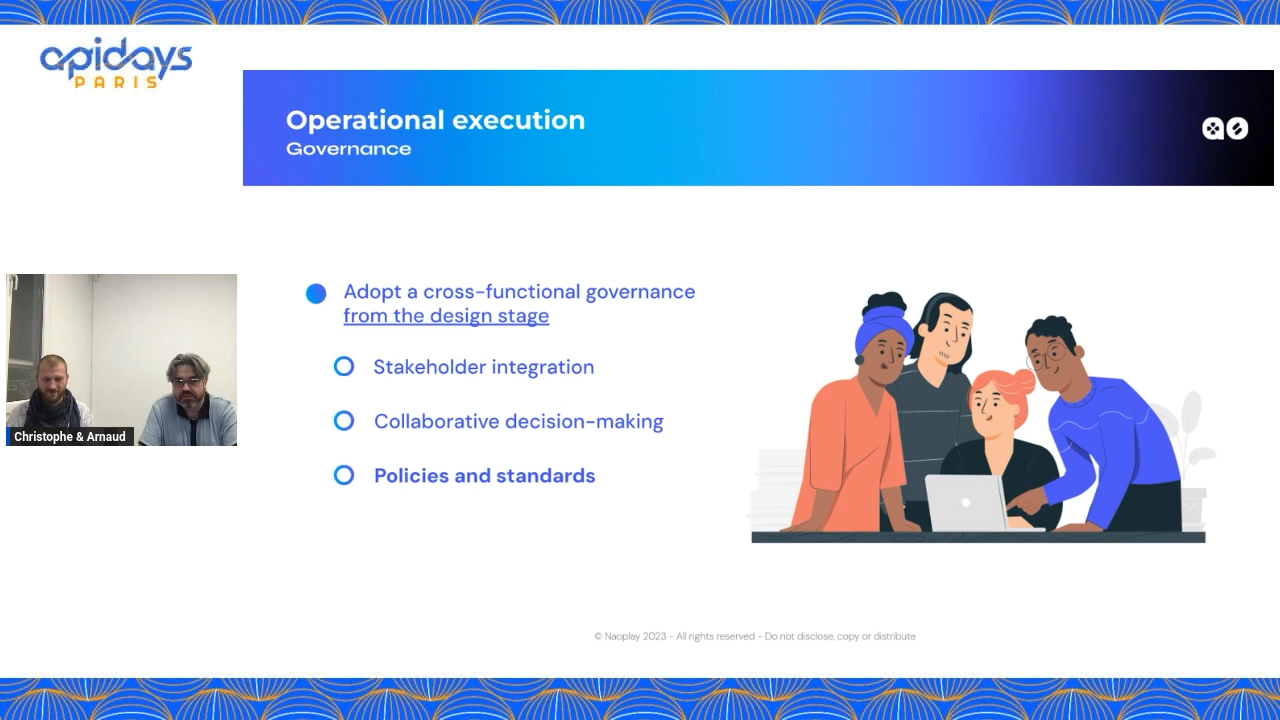 apidays
PARIS
Operational execution
Governance
Adopt a cross-functional governance
from the design stage
Stakeholder integration
Collaborative decision-making
Policies and standards
Christophe & Arnaud
© Naoplay 2023 - All rights reserved - Do not disclose, copy or distribute